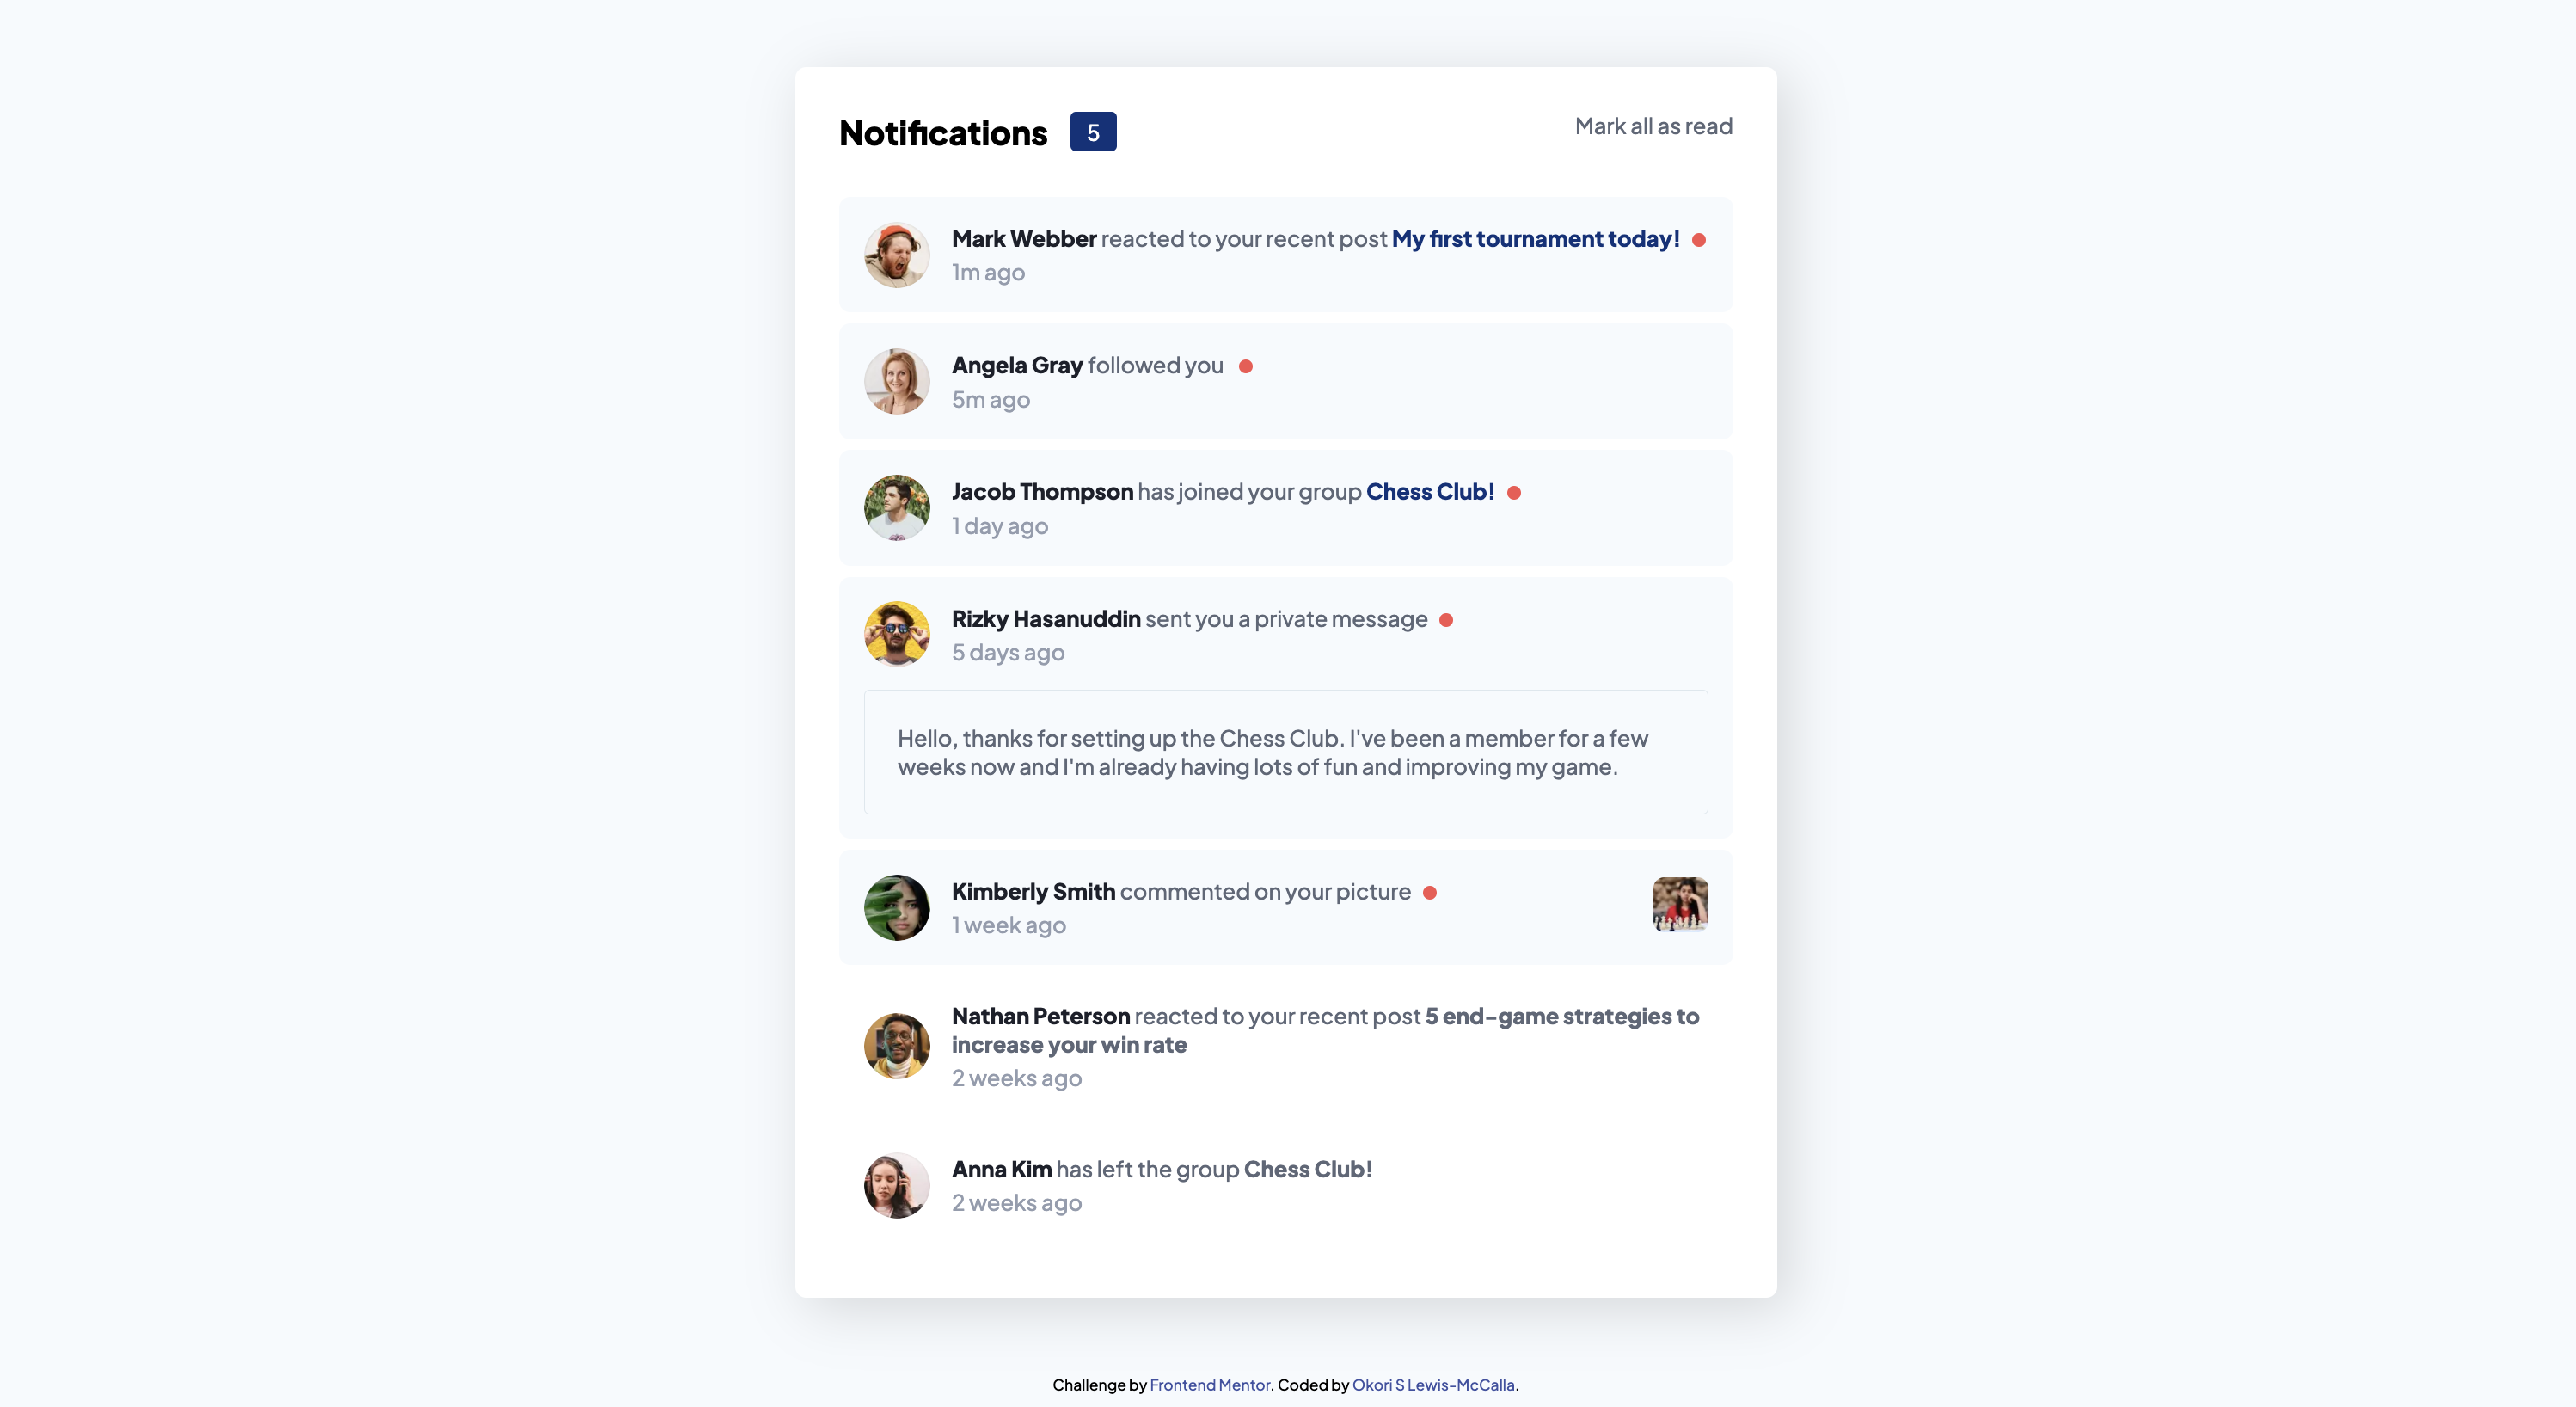 Notifications 5 Mark all as read
Mark Webber reacted to your recent post My first tournament today!
1m ago
Angela Gray followed you
5m ago
Jacob Thompson has joined your group Chess Club!
1 day ago
Rizky Hasanuddin sent you a private message
5 days ago
Hello, thanks for setting up the Chess Club. I've been a member for a few
weeks now and I'm already having lots of fun and improving my game.
Kimberly Smith commented on your picture
1 week ago
Nathan Peterson reacted to your recent post 5 end-game strategies to
increase your win rate
2 weeks ago
Anna Kim has left the group Chess Club!
2 weeks ago
Challenge by Frontend Mentor. Coded by Okori S Lewis-McCalla.